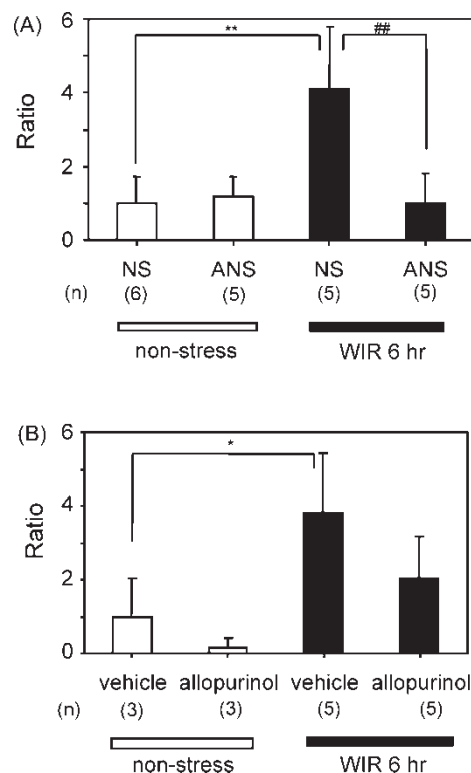 (A)
6
**
##
4
Ratio
2
0
NS ANS NS ANS
(n) (6) (5) (5) (5)
non-stress WIR 6 hr
(B)
6
*
4
Ratio
2
0
vehicle allopurinol vehicle allopurinol
(n) (3) (3) (5) (5)
non-stress WIR 6 hr